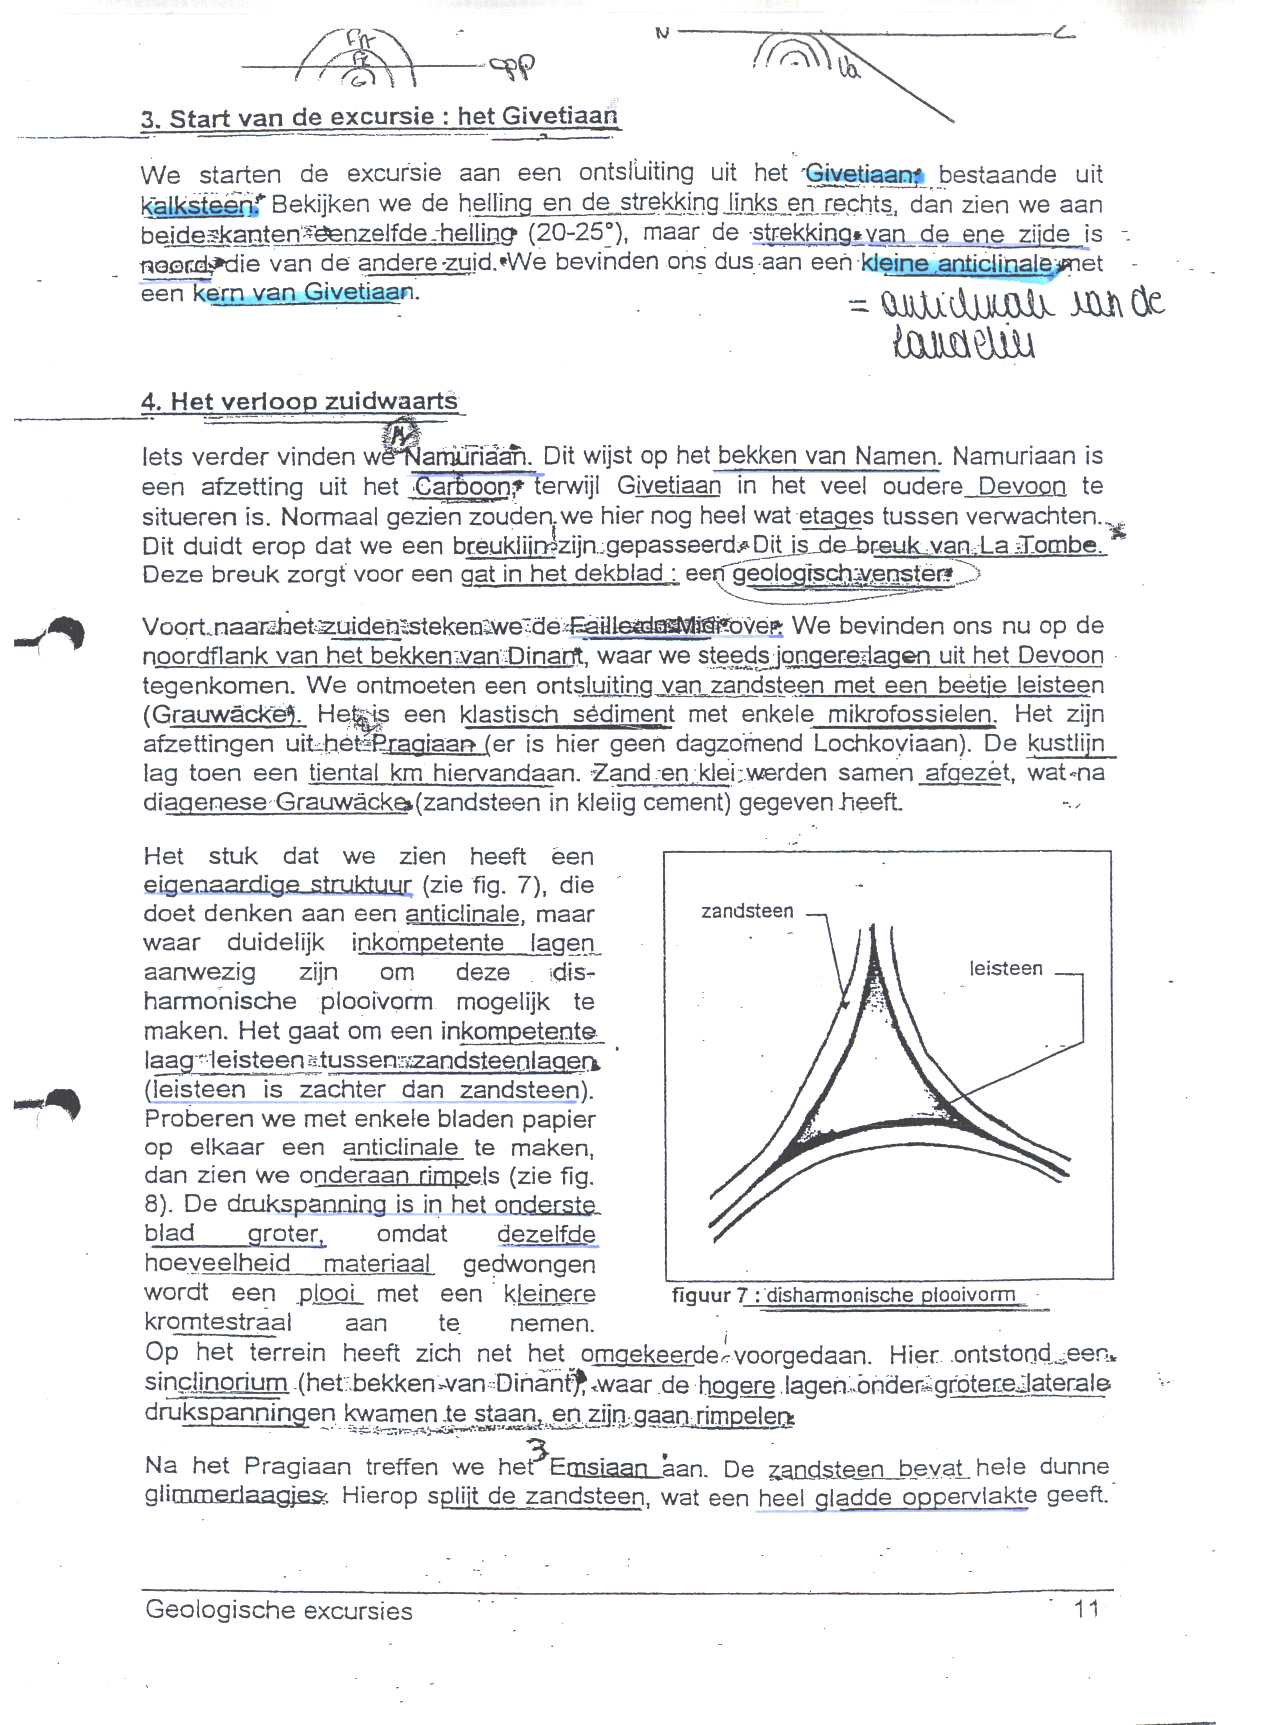 Fa
Fr
G
opp
N
Z
3. Start van de excursie : het Givetiaan
We starten de excursie aan een ontsluiting uit het Givetiaan, bestaande uit
kalksteen. Bekijken we de helling en de strekking links en rechts, dan zien we aan
beide kanten eenzelfde helling (20-25°), maar de strekking van de ene zijde is
noord, die van de andere zuid. We bevinden ons dus aan een kleine anticlinale, met
een kern van Givetiaan.
= anticlinale van de
4. Het verloop zuidwaarts
Iets verder vinden we Namuriaan. Dit wijst op het bekken van Namen. Namuriaan is
een afzetting uit het Carboon, terwijl Givetiaan in het veel oudere Devoon te
situeren is. Normaal gezien zouden we hier nog heel wat etages tussen verwachten.
Dit duidt erop dat we een breuklijn zijn gepasseerd. Dit is de breuk van La Tombe.
Deze breuk zorgt voor een gat in het dekblad : een geologisch venster.
Voort naar het zuiden steken we de Faille du Midi over. We bevinden ons nu op de
noordflank van het bekken van Dinant, waar we steeds jongere lagen uit het Devoon
tegenkomen. We ontmoeten een ontsluiting van zandsteen met een beetje leisteen
(Grauwäcke). Het is een klastisch sediment met enkele mikrofossielen. Het zijn
afzettingen uit het Pragiaan (er is hier geen dagzomend Lochkoviaan). De kustlijn
lag toen een tiental km hiervandaan. Zand en klei werden samen afgezet, wat na
diagenese Grauwäcke (zandsteen in kleiig cement) gegeven heeft.
Het stuk dat we zien heeft een
eigenaardige struktuur (zie fig. 7), die
doet denken aan een anticlinale, maar
waar duidelijk inkompetente lagen
aanwezig zijn om deze dis-
harmonische plooivorm mogelijk te
maken. Het gaat om een inkompetente
laag leisteen tussen zandsteenlagen
(leisteen is zachter dan zandsteen).
Proberen we met enkele bladen papier
op elkaar een anticlinale te maken,
dan zien we onderaan rimpels (zie fig.
8). De drukspanning is in het onderste
blad groter, omdat dezelfde
hoeveelheid materiaal gedwongen
wordt een plooi met een kleinere
kromtestraal aan te nemen.
zandsteen
leisteen
figuur 7 : disharmonische plooivorm
Op het terrein heeft zich net het omgekeerde voorgedaan. Hier ontstond een
sinclinorium (het bekken van Dinant), waar de hogere lagen onder grotere laterale
drukspanningen kwamen te staan, en zijn gaan rimpelen.
3
Na het Pragiaan treffen we het Emsiaan aan. De zandsteen bevat hele dunne
glimmerlaagjes. Hierop splijt de zandsteen, wat een heel gladde oppervlakte geeft.
Geologische excursies
11